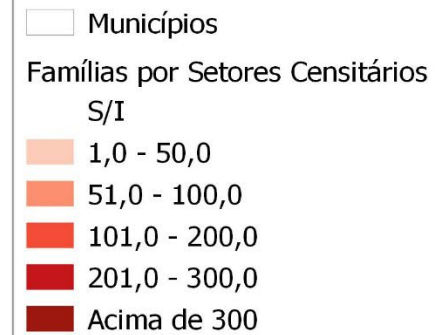 Municípios
Famílias por Setores Censitários
S/I
1,0 - 50,0
51,0 - 100,0
101,0 - 200,0
201,0 - 300,0
Acima de 300